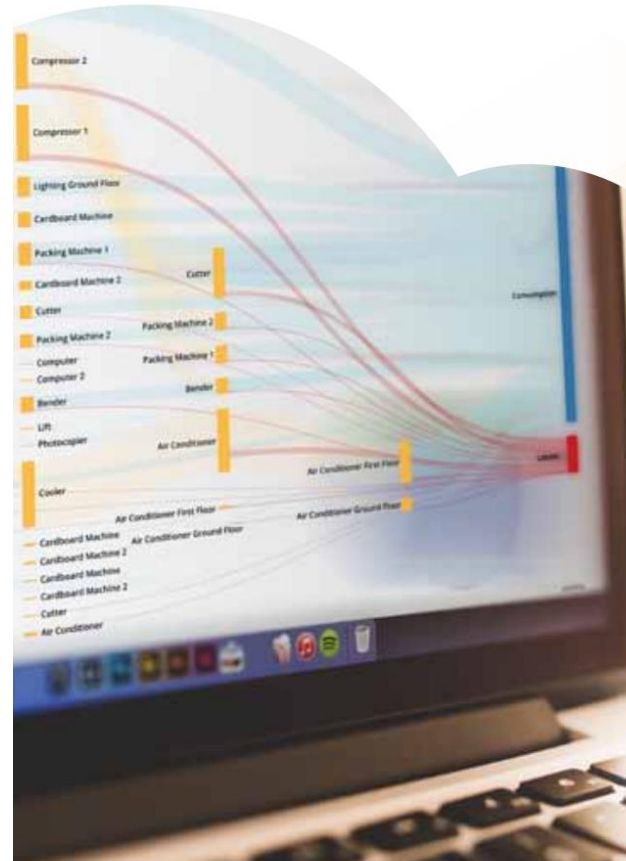 Compressor 2
Compressor 1
Lighting Ground Floor
Cardboard Machine
Packing Machine 1
Cardboard Machine 2
Cutter
Packing Machine 2
Computer
Computer 2
Bender
Lift
Photocopier
Cooler
Cardboard Machine
Cardboard Machine 2
Cardboard Machine
Cardboard Machine 2
Cutter
Air Conditioner
Cutter
Packing Machine 2
Packing Machine 1
Bender
Air Conditioner
Air Conditioner First Floor
Air Conditioner Ground Floor
Air Conditioner First Floor
Air Conditioner Ground Floor
Consumption